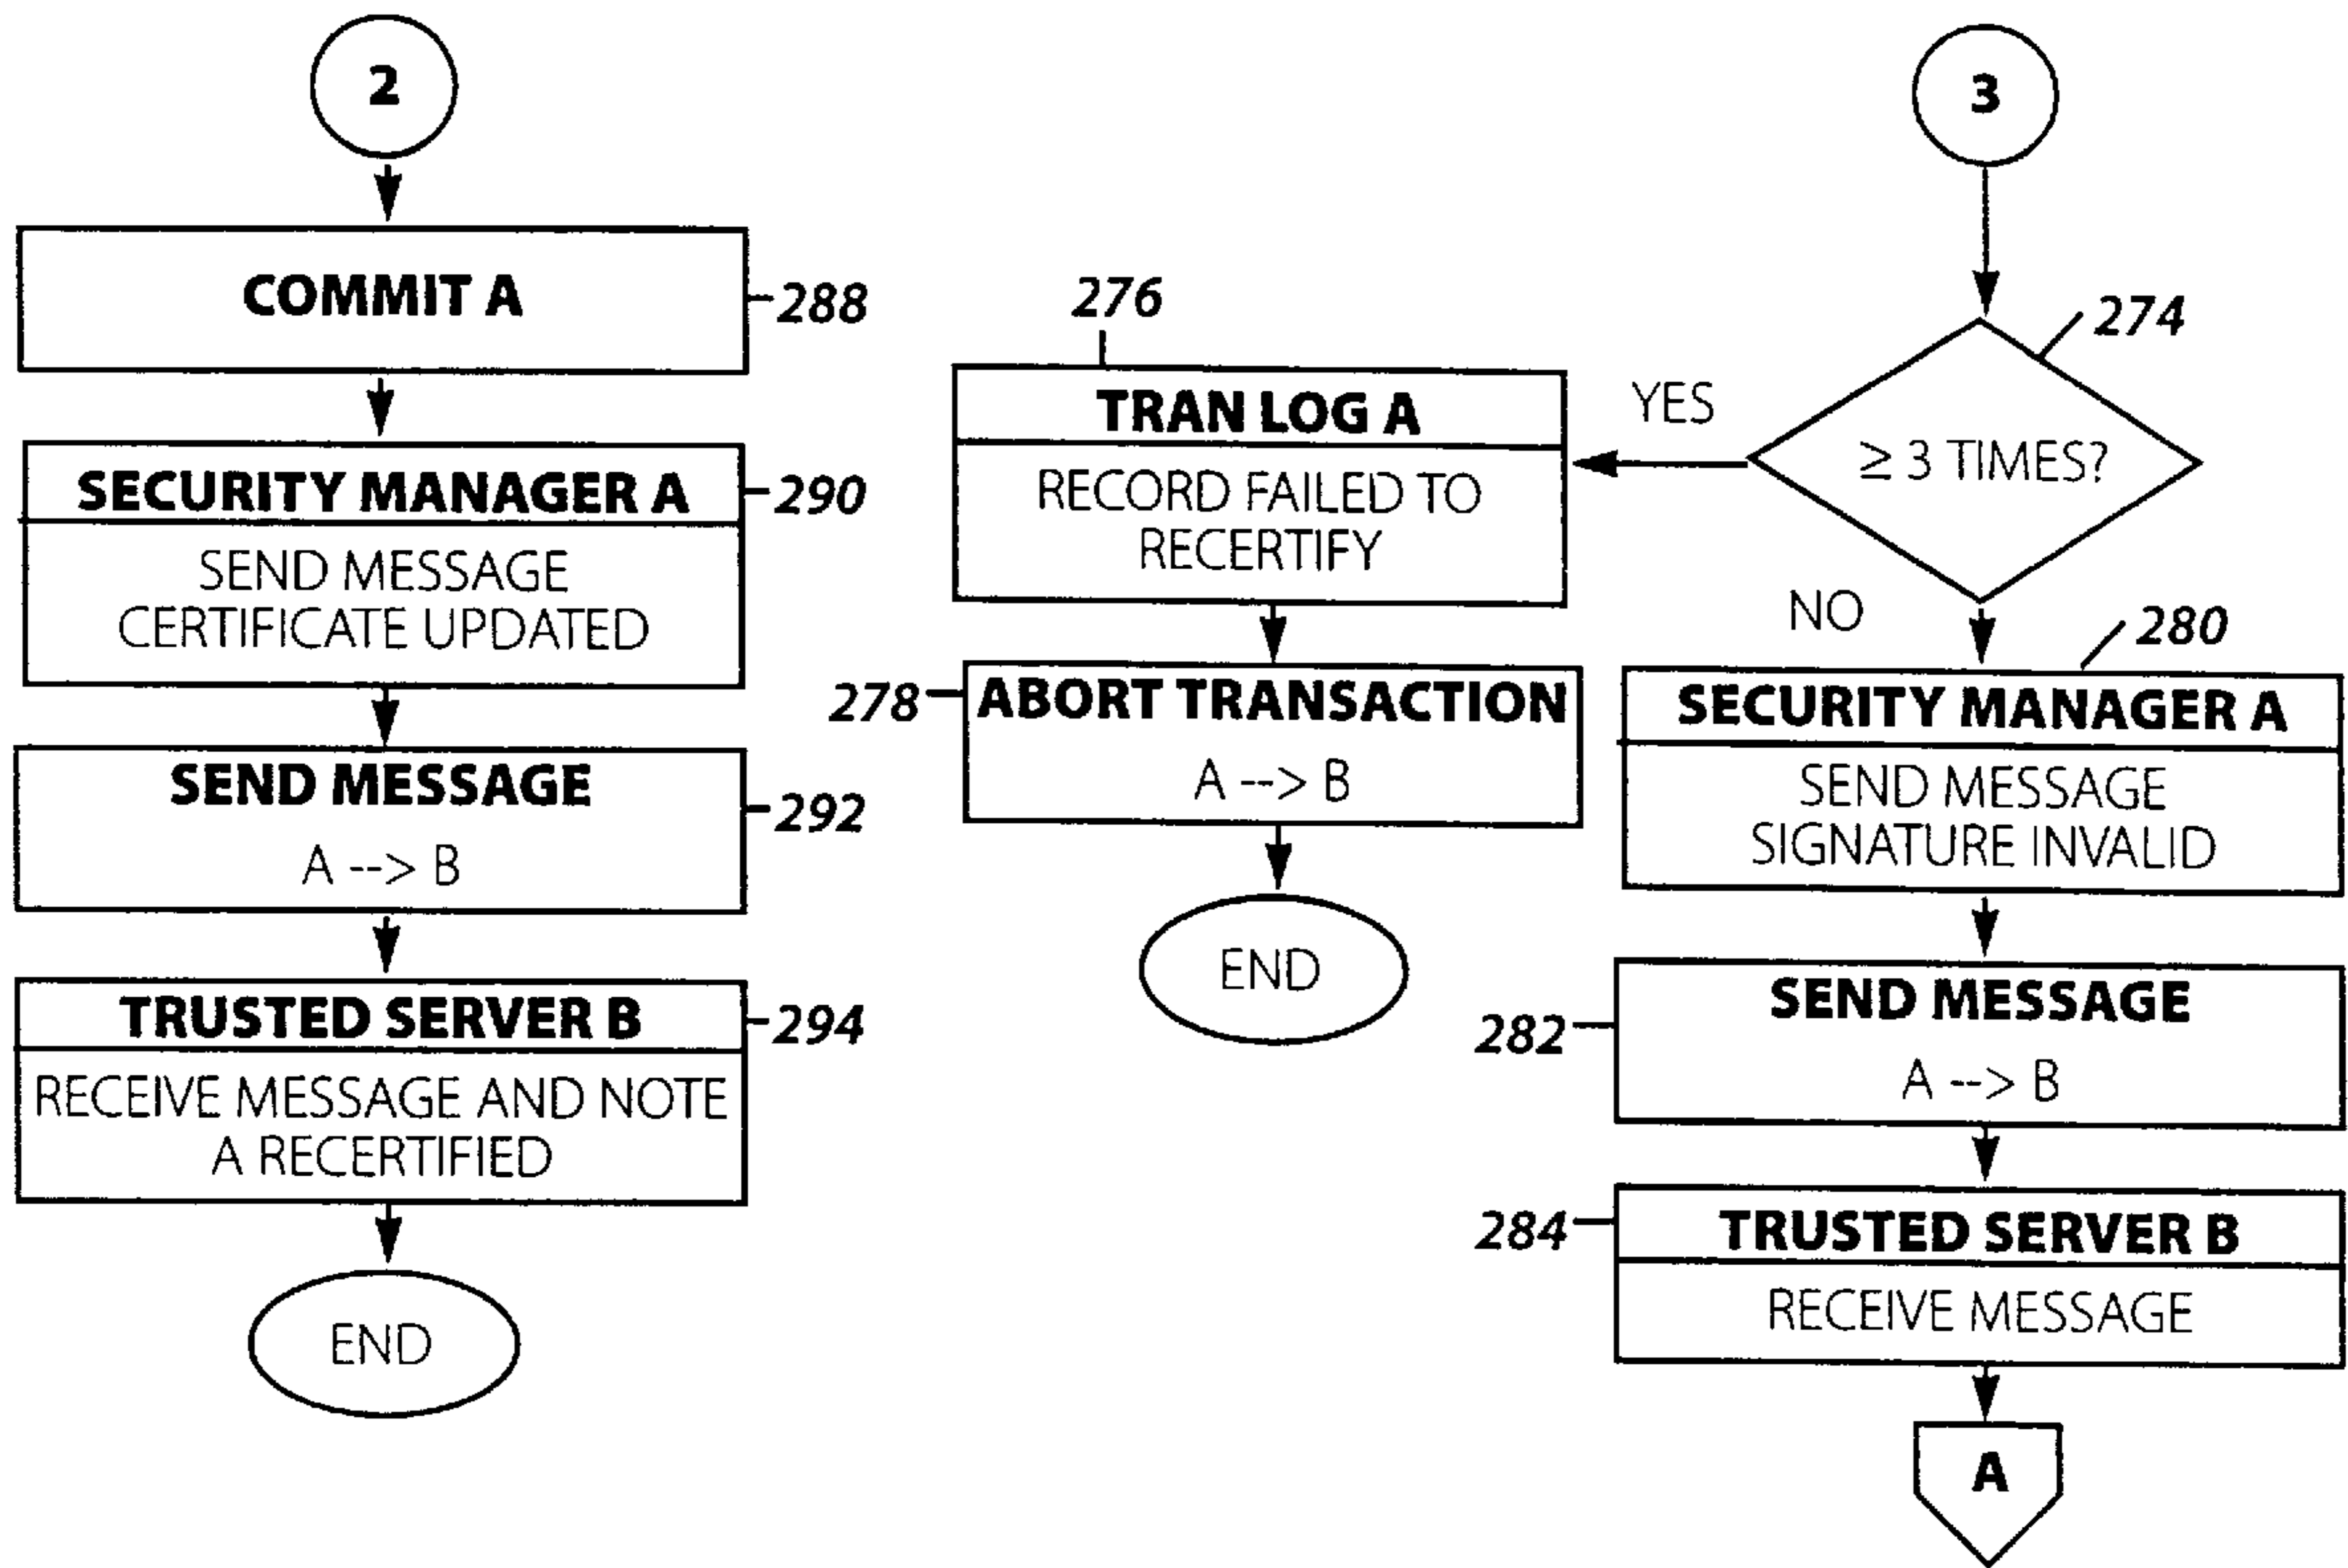 2
COMMIT A
288
SECURITY MANAGER A
290
SEND MESSAGE
CERTIFICATE UPDATED
SEND MESSAGE
292
A --> B
TRUSTED SERVER B
294
RECEIVE MESSAGE AND NOTE
A RECERTIFIED
END
276
TRAN LOG A
RECORD FAILED TO
RECERTIFY
278
ABORT TRANSACTION
A --> B
END
3
274
≥ 3 TIMES?
YES
NO
280
SECURITY MANAGER A
SEND MESSAGE
SIGNATURE INVALID
SEND MESSAGE
282
A --> B
284
TRUSTED SERVER B
RECEIVE MESSAGE
A